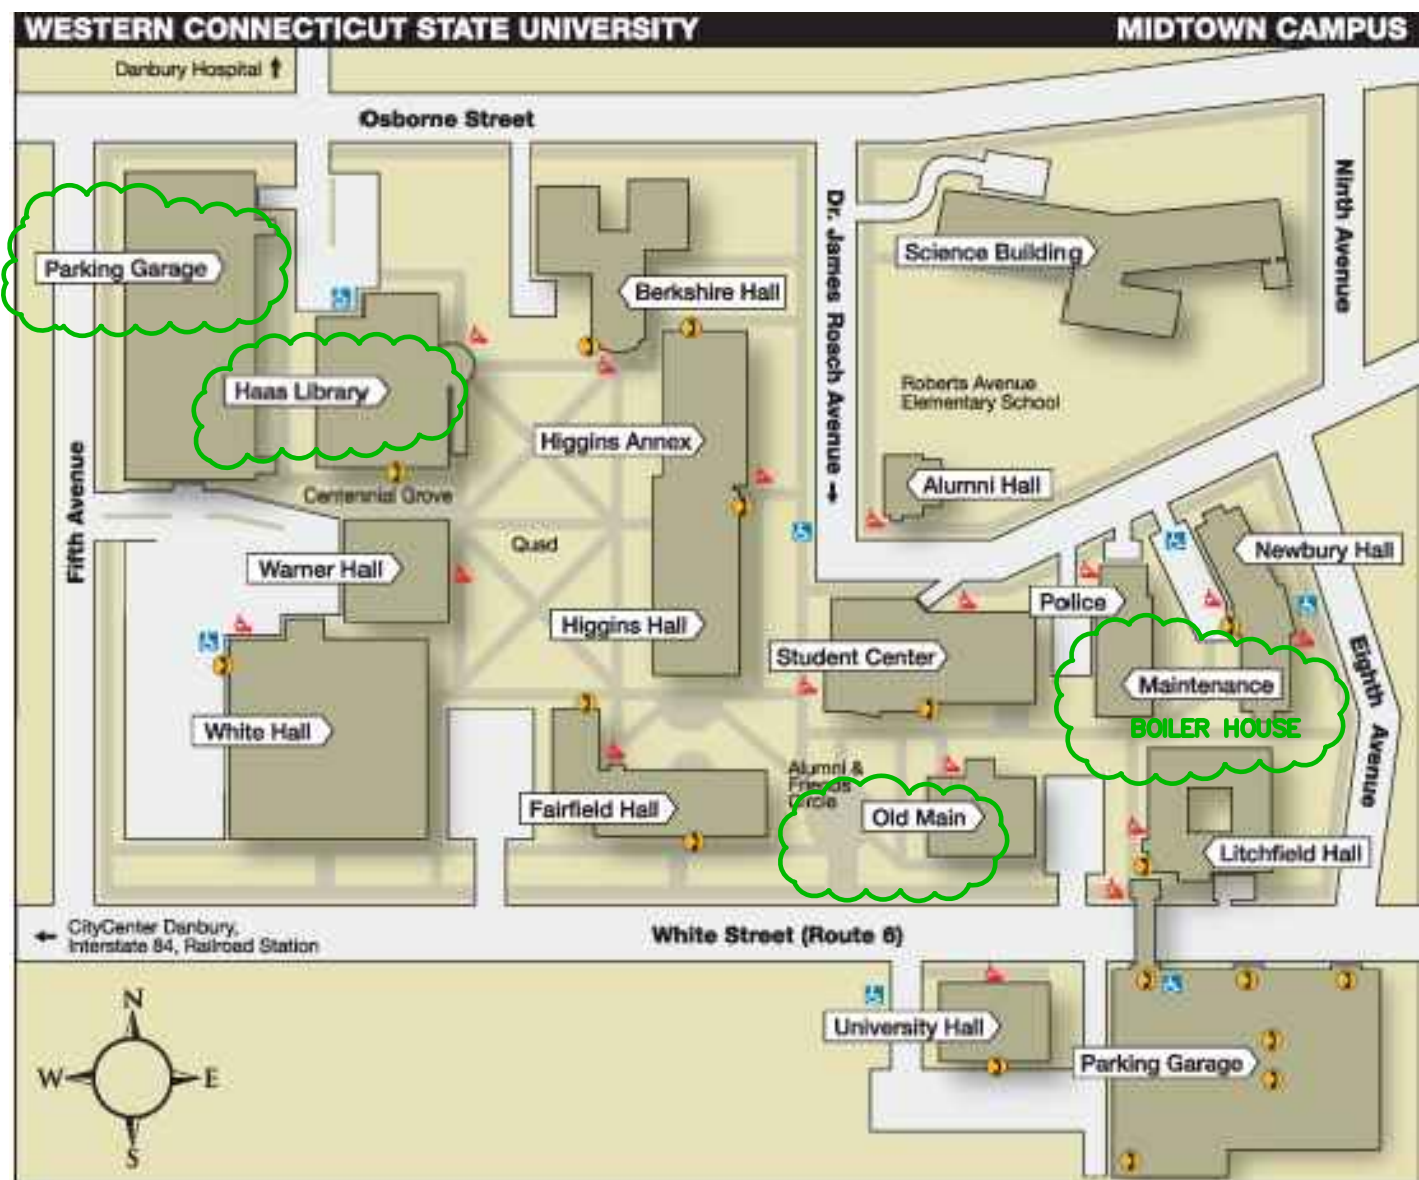 WESTERN CONNECTICUT STATE UNIVERSITY
MIDTOWN CAMPUS
Danbury Hospital
Osborne Street
Parking Garage
Berkshire Hall
Dr. James Roach Avenue
Science Building
Ninth Avenue
Haas Library
Roberts Avenue
Elementary School
Higgins Annex
Fifth Avenue
Centennial Grove
Alumni Hall
Warner Hall
Quad
Newbury Hall
Police
Higgins Hall
Student Center
Maintenance
BOILER HOUSE
Eighth Avenue
White Hall
Alumni &
Friends
Circle
Fairfield Hall
Old Main
Litchfield Hall
CityCenter Danbury,
Interstate 84, Railroad Station
White Street (Route 6)
University Hall
Parking Garage
N
W
E
S